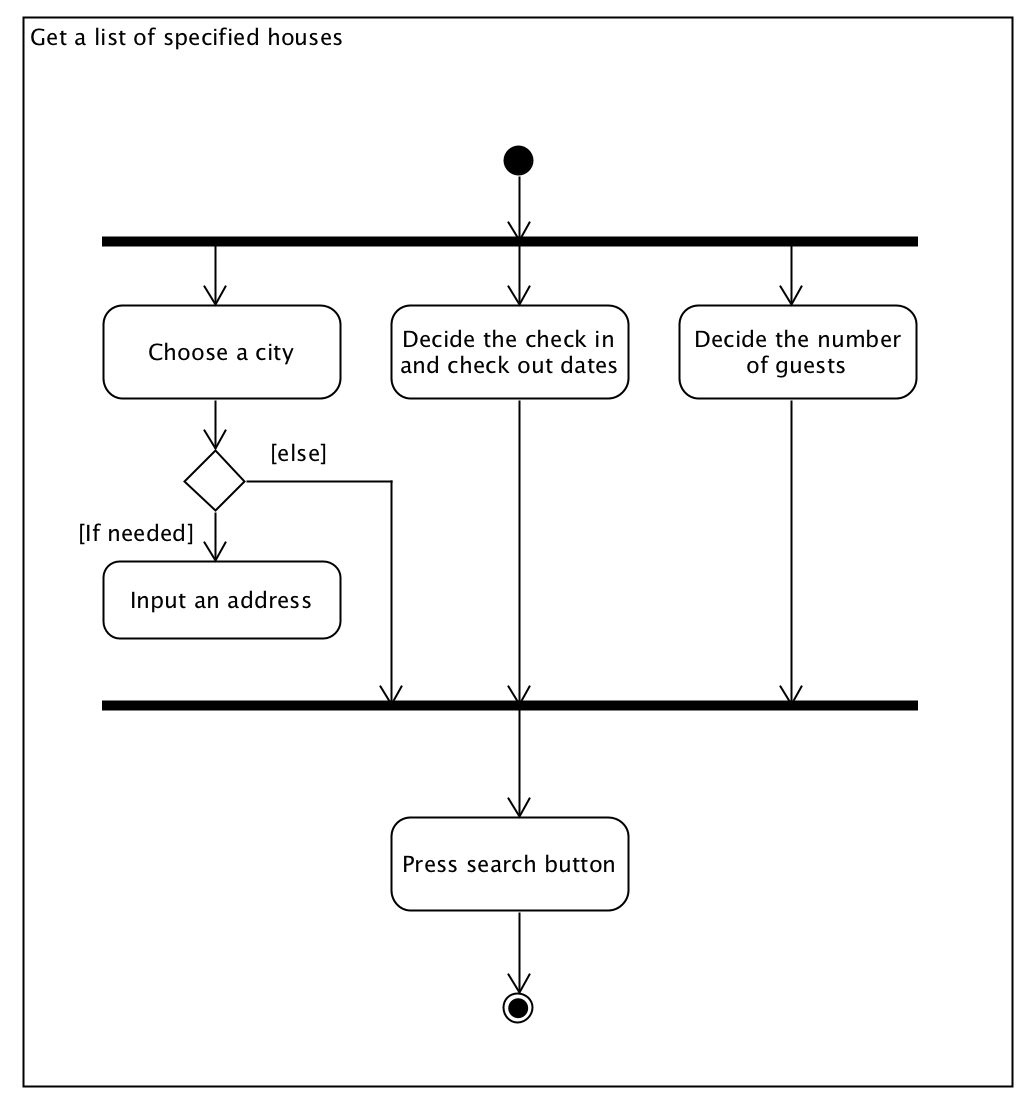 Get a list of specified houses
Choose a city
Decide the check in
and check out dates
Decide the number
of guests
[else]
[If needed]
Input an address
Press search button